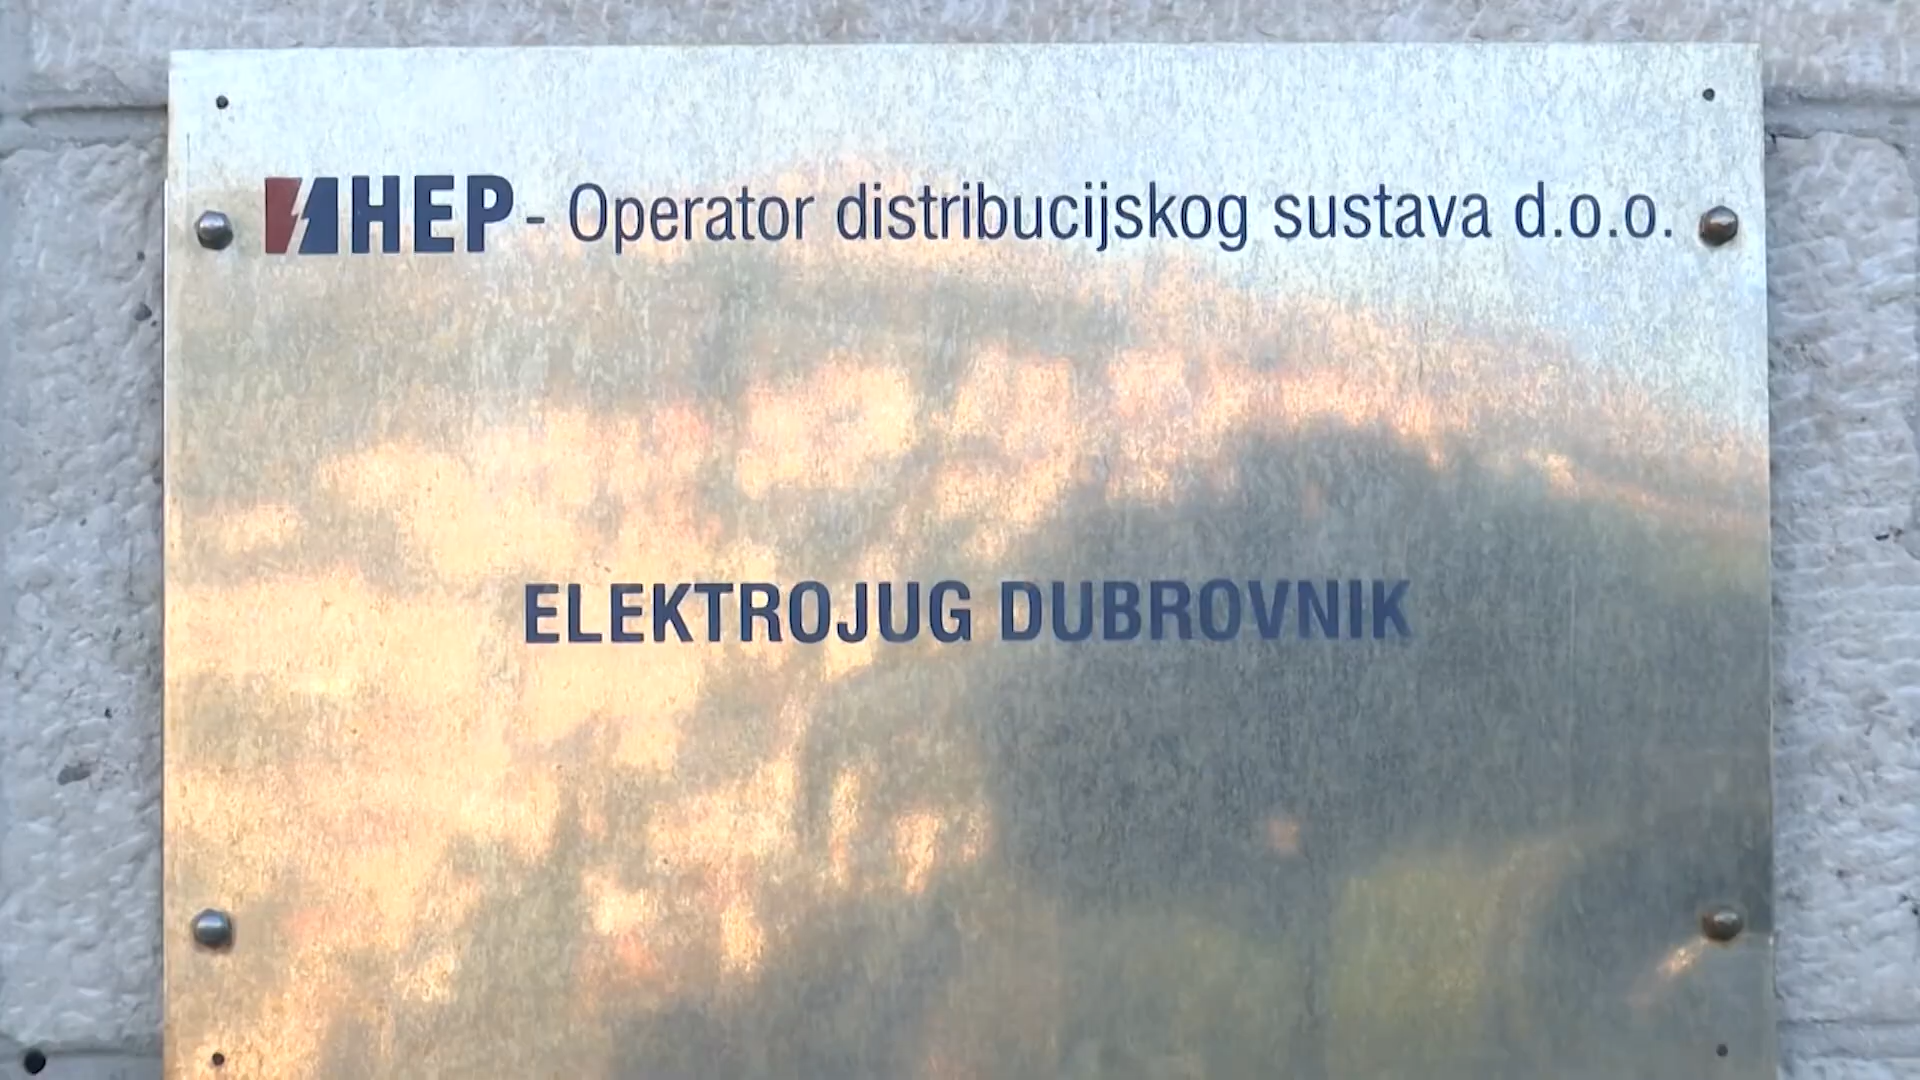 HEP - Operator distribucijskog sustava d.o.o.
ELEKTROJUG DUBROVNIK